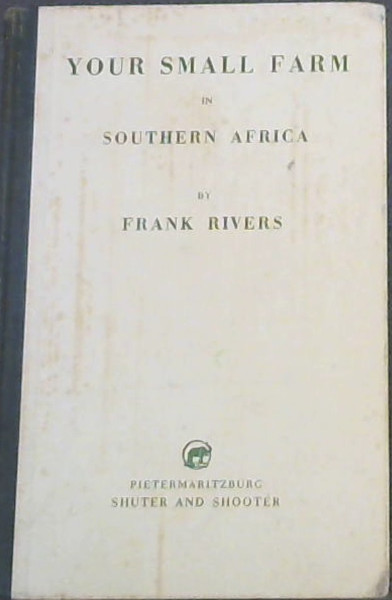 YOUR SMALL FARM
IN
SOUTHERN AFRICA
BY
FRANK RIVERS
PIETERMARITZBURG
SHUTER AND SHOOTER